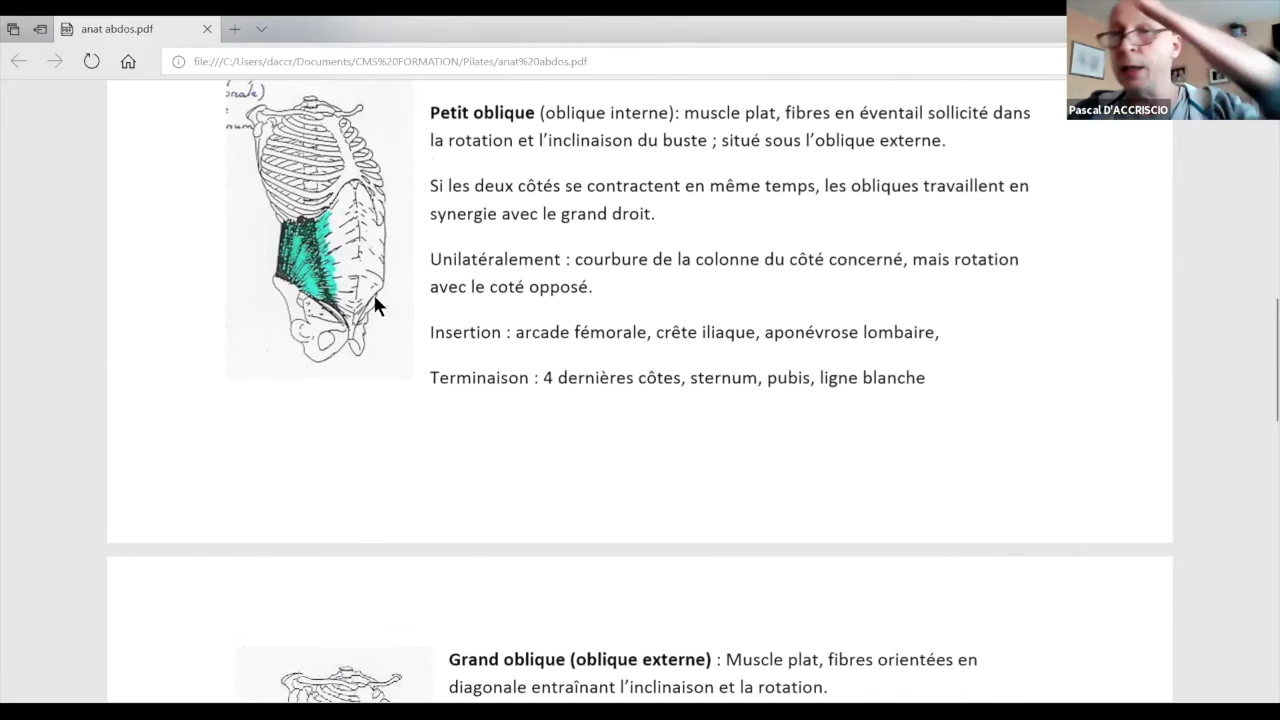 anat abdos.pdf
file:///C:/Users/daccr/Documents/CMS%20FORMATION/Pilates/anat%20abdos.pdf
Pascal D'ACCRISCIO
Petit oblique (oblique interne): muscle plat, fibres en éventail ollicité dans
la rotation et l'inclinaison du buste ; situé sous l'oblique externe.
Si les deux côtés se contractent en même temps, les obliques travaillent en
synergie avec le grand droit.
Unilatéralement : courbure de la colonne du côté concerné, mais rotation
avec le coté opposé.
Insertion : arcade fémorale, crête iliaque, aponévrose lombaire,
Terminaison : 4 dernières côtes, sternum, pubis, ligne blanche
Grand oblique (oblique externe) : Muscle plat, fibres orientées en
diagonale entraînant l'inclinaison et la rotation.